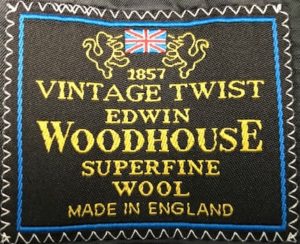 1857
VINTAGE TWIST
EDWIN
WOODHOUSE
SUPERFINE
WOOL
MADE IN ENGLAND